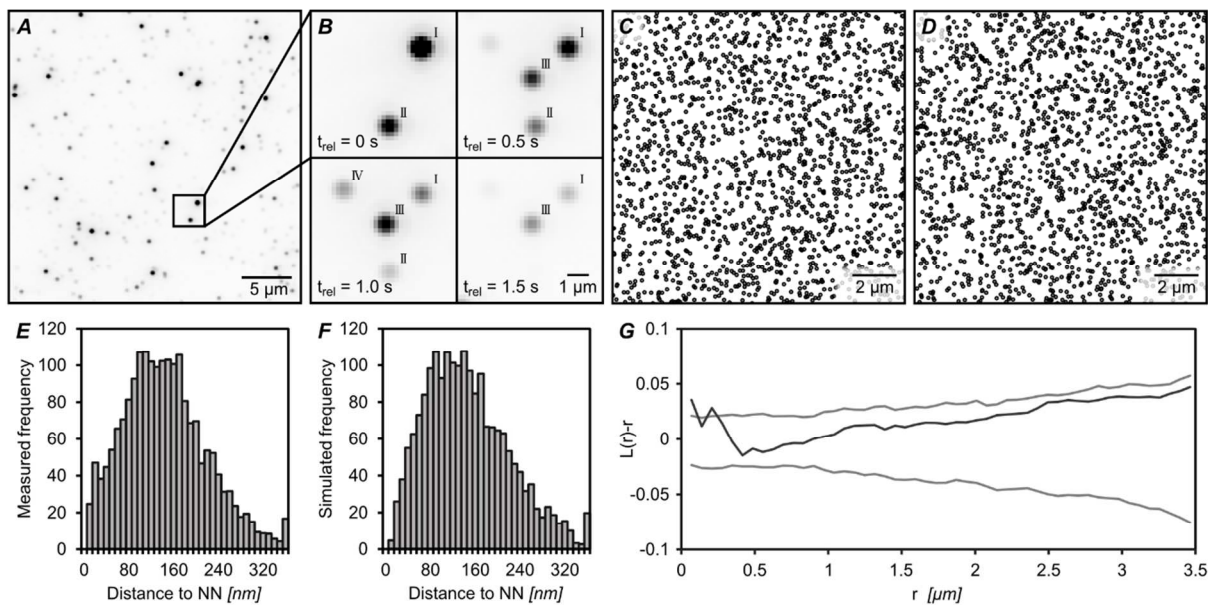 A
5 µm
B
I
II
t_rel = 0 s
I
III
II
t_rel = 0.5 s
IV
I
III
II
t_rel = 1.0 s
I
III
t_rel = 1.5 s
1 µm
C
2 µm
D
2 µm
E
Measured frequency
120
100
80
60
40
20
0
0 80 160 240 320
Distance to NN [nm]
F
Simulated frequency
120
100
80
60
40
20
0
0 80 160 240 320
Distance to NN [nm]
G
L(r)-r
0.1
0.05
0
-0.05
-0.1
0 0.5 1 1.5 2 2.5 3 3.5
r [µm]